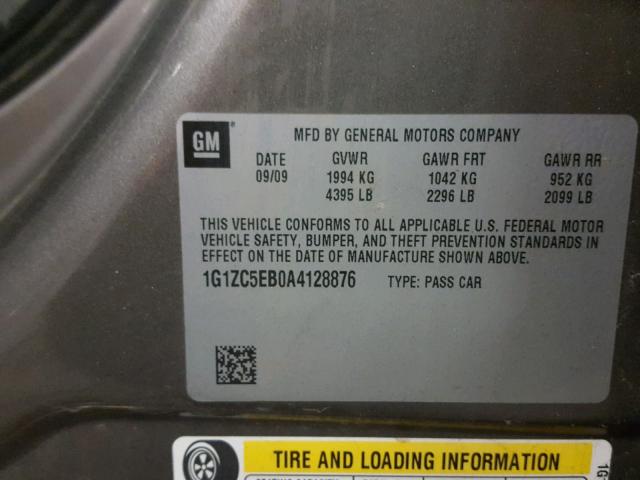 GM ® MFD BY GENERAL MOTORS COMPANY
DATE GVWR GAWR FRT GAWR RR
09/09 1994 KG 1042 KG 952 KG
4395 LB 2296 LB 2099 LB
THIS VEHICLE CONFORMS TO ALL APPLICABLE U.S. FEDERAL MOTOR
VEHICLE SAFETY, BUMPER, AND THEFT PREVENTION STANDARDS IN
EFFECT ON THE DATE OF MANUFACTURE SHOWN ABOVE.
1G1ZC5EB0A4128876 TYPE: PASS CAR
TIRE AND LOADING INFORMATION